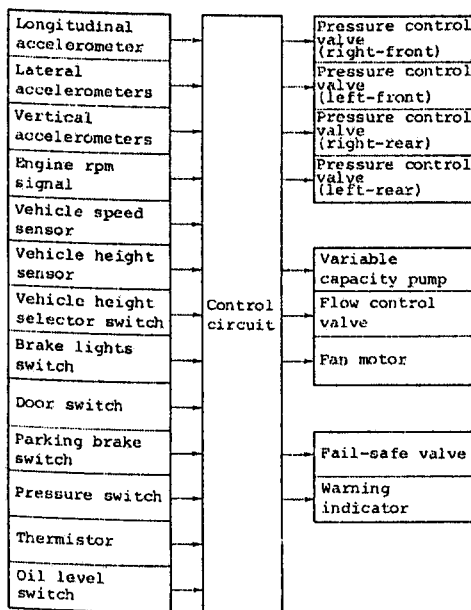 Longitudinal
accelerometer
Lateral
accelerometers
Vertical
accelerometers
Engine rpm
signal
Vehicle speed
sensor
Vehicle height
sensor
Vehicle height
selector switch
Brake lights
switch
Door switch
Parking brake
switch
Pressure switch
Thermistor
Oil level
switch
Control
circuit
Pressure control
valve
(right-front)
Pressure control
valve
(left-front)
Pressure control
valve
(right-rear)
Pressure control
valve
(left-rear)
Variable
capacity pump
Flow control
valve
Fan motor
Fail-safe valve
Warning
indicator